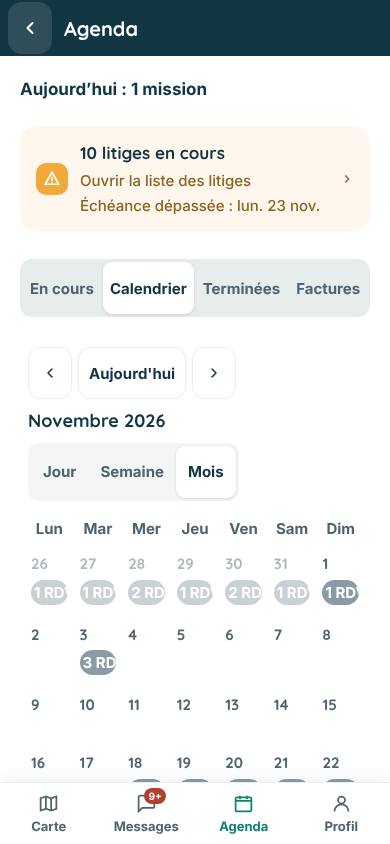 Agenda
Aujourd’hui : 1 mission
10 litiges en cours
Ouvrir la liste des litiges
Échéance dépassée : lun. 23 nov.
En cours Calendrier Terminées Factures
Aujourd'hui
Novembre 2026
Jour Semaine Mois
Lun Mar Mer Jeu Ven Sam Dim
26 27 28 29 30 31 1
1 RD 1 RD 2 RD 1 RD 2 RD 1 RD 1 RD
2 3 4 5 6 7 8
3 RD
9 10 11 12 13 14 15
16 17 18 19 20 21 22
9+
Carte Messages Agenda Profil